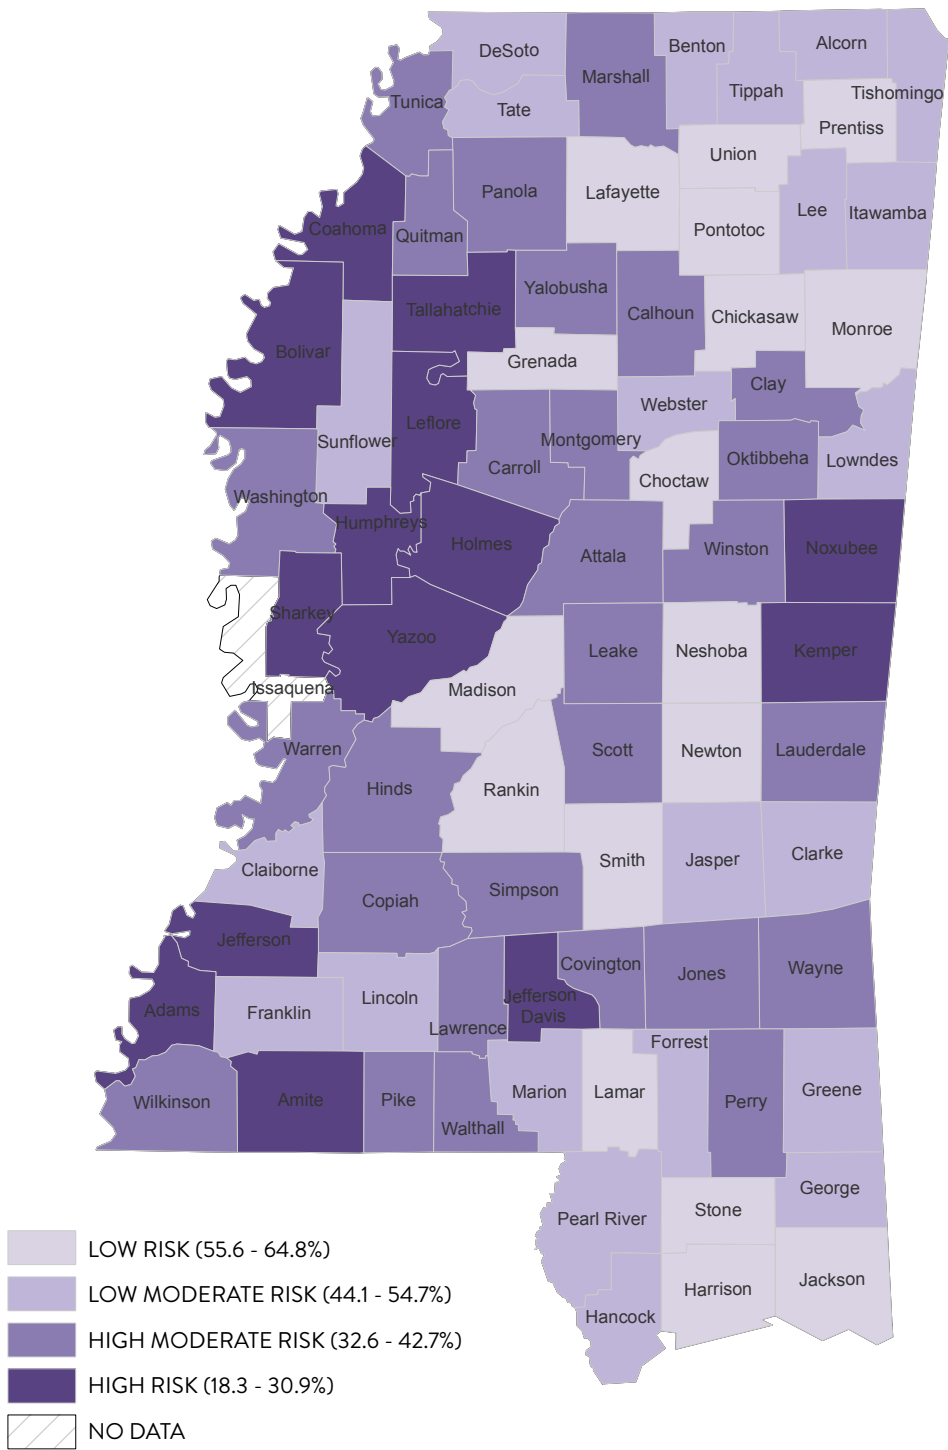 DeSoto
Marshall
Benton
Tippah
Alcorn
Tishomingo
Tunica
Tate
Prentiss
Union
Panola
Lafayette
Pontotoc
Lee
Itawamba
Coahoma
Quitman
Yalobusha
Calhoun
Chickasaw
Monroe
Tallahatchie
Bolivar
Grenada
Clay
Webster
Sunflower
Leflore
Carroll
Montgomery
Choctaw
Oktibbeha
Lowndes
Washington
Humphreys
Holmes
Attala
Winston
Noxubee
Sharkey
Yazoo
Leake
Neshoba
Kemper
Issaquena
Madison
Warren
Hinds
Rankin
Scott
Newton
Lauderdale
Claiborne
Copiah
Simpson
Smith
Jasper
Clarke
Jefferson
Covington
Jones
Wayne
Adams
Franklin
Lincoln
Lawrence
Jefferson
Davis
Forrest
Wilkinson
Amite
Pike
Walthall
Marion
Lamar
Perry
Greene
Pearl River
Stone
George
Hancock
Harrison
Jackson
LOW RISK (55.6 - 64.8%)
LOW MODERATE RISK (44.1 - 54.7%)
HIGH MODERATE RISK (32.6 - 42.7%)
HIGH RISK (18.3 - 30.9%)
NO DATA